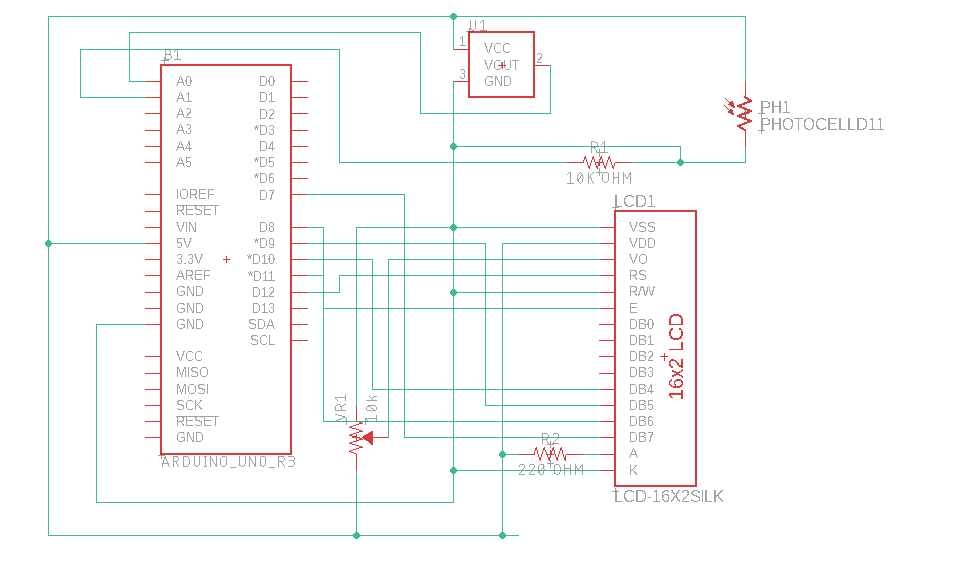 U1
1
VCC
VOUT
2
3
GND
B1
A0
D0
A1
D1
A2
D2
A3
*D3
A4
D4
A5
*D5
*D6
D7
IOREF
RESET
VIN
D8
5V
*D9
3.3V
*D10
AREF
*D11
GND
D12
GND
D13
GND
SDA
SCL
VCC
MISO
MOSI
SCK
RESET
GND
ARDUINO_UNO_R3
PH1
PHOTOCELLD11
R1
10K OHM
LCD1
VSS
VDD
VO
RS
R/W
E
DB0
DB1
DB2
DB3
DB4
DB5
DB6
DB7
A
K
16x2 LCD
LCD-16X2SILK
VR1
10k
R2
220 OHM